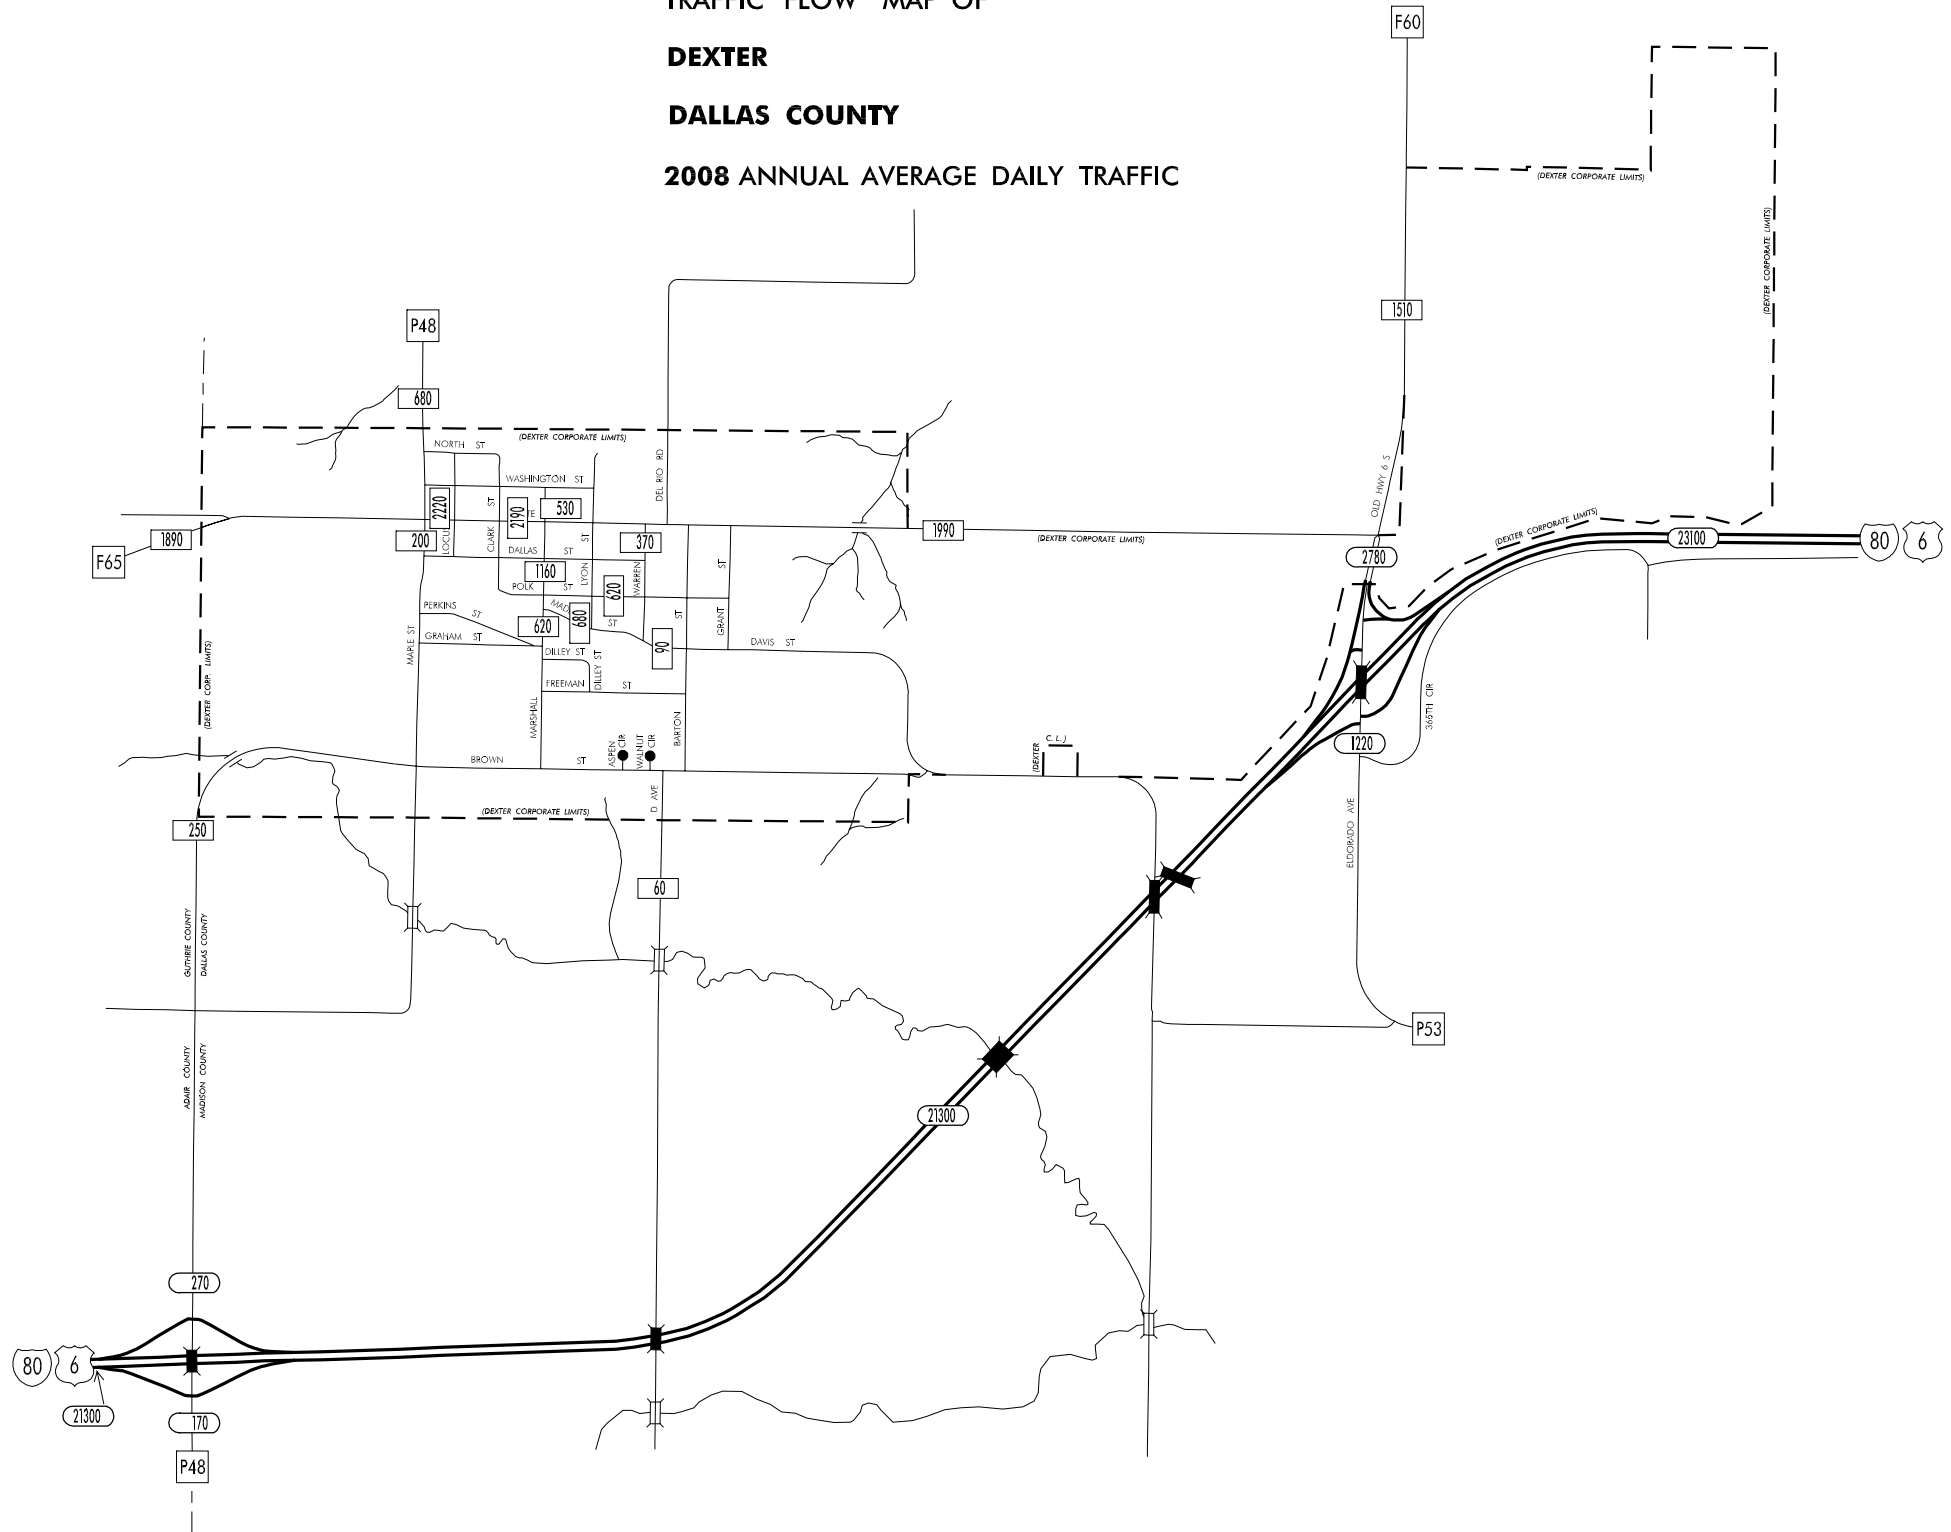 TRAFFIC FLOW MAP OF
DEXTER
DALLAS COUNTY
2008 ANNUAL AVERAGE DAILY TRAFFIC
F60
(DEXTER CORPORATE LIMITS)
(DEXTER CORPORATE LIMITS)
1510
P48
680
NORTH ST
(DEXTER CORPORATE LIMITS)
DEL RIO RD
OLD HWY 6 S
WASHINGTON ST
2220
CLARK ST
2190
530
1890
F65
200
DALLAS ST
LYON ST
370
1990
(DEXTER CORPORATE LIMITS)
(DEXTER CORPORATE LIMITS)
23100
80
6
2780
1160
POLK ST
WARREN
620
GRANT ST
PERKINS ST
680
ST
620
GRAHAM ST
MAPLE ST
90
DAVIS ST
DILLEY ST
DILLEY ST
FREEMAN ST
(DEXTER CORP. LIMITS)
MARSHALL
BARTON ST
365TH CIR
BROWN ST
ASPEN CIR
WALNUT CIR
(DEXTER C. L.)
1220
D AVE
(DEXTER CORPORATE LIMITS)
250
ELDORADO AVE
60
GUTHRIE COUNTY
DALLAS COUNTY
P53
ADAIR COUNTY
MADISON COUNTY
21300
270
80
6
21300
170
P48